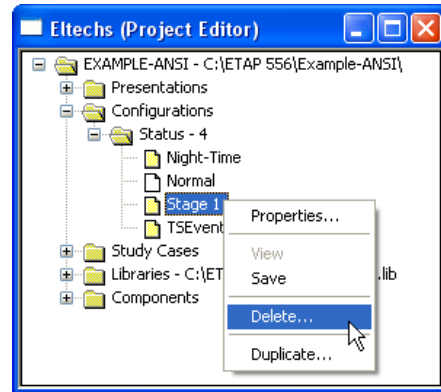 Eltechs (Project Editor)
EXAMPLE-ANSI - C:\ETAP 556\Example-ANSI\
Presentations
Configurations
Status - 4
Night-Time
Normal
Stage 1
TSEvent
Study Cases
Libraries - C:\ET .lib
Components
Properties...
View
Save
Delete...
Duplicate...